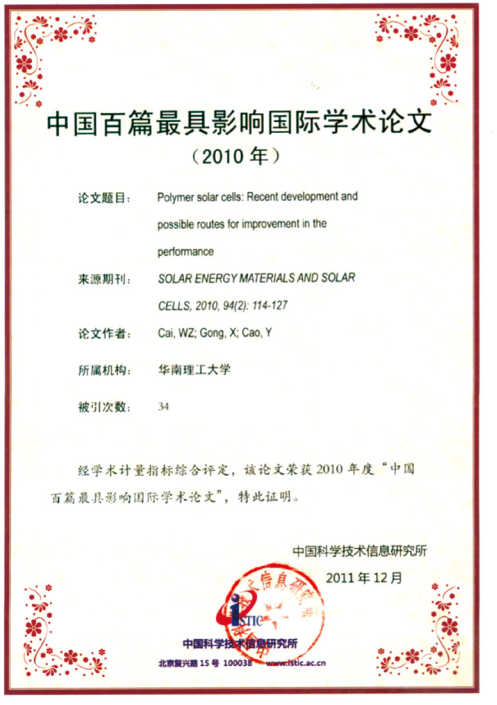 中国百篇最具影响国际学术论文
（2010 年）
论文题目： Polymer solar cells: Recent development and
possible routes for improvement in the
performance
来源期刊： SOLAR ENERGY MATERIALS AND SOLAR
CELLS, 2010, 94(2): 114-127
论文作者： Cai, WZ; Gong, X; Cao, Y
所属机构： 华南理工大学
被引次数： 34
经学术计量指标综合评定，该论文荣获 2010 年度“中国
百篇最具影响国际学术论文”，特此证明。
中国科学技术信息研究所
2011 年 12 月
ISTIC
中国科学技术信息研究所
北京复兴路 15 号 100038 www.istic.ac.cn